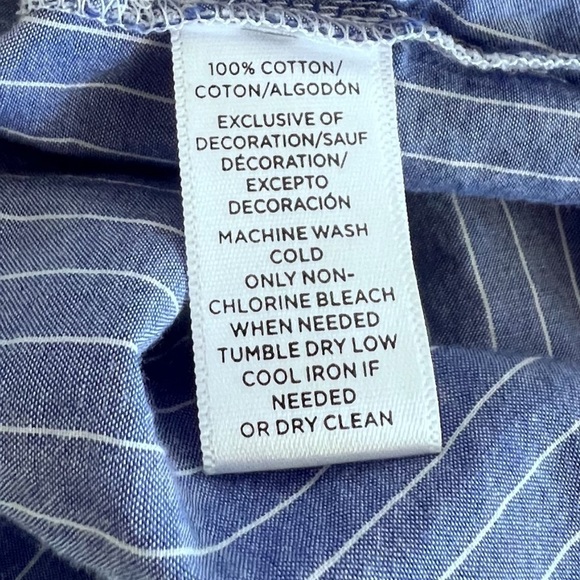 100% COTTON/
COTON/ALGODÓN
EXCLUSIVE OF
DECORATION/SAUF
DÉCORATION/
EXCEPTO
DECORACIÓN
MACHINE WASH
COLD
ONLY NON-
CHLORINE BLEACH
WHEN NEEDED
TUMBLE DRY LOW
COOL IRON IF
NEEDED
OR DRY CLEAN